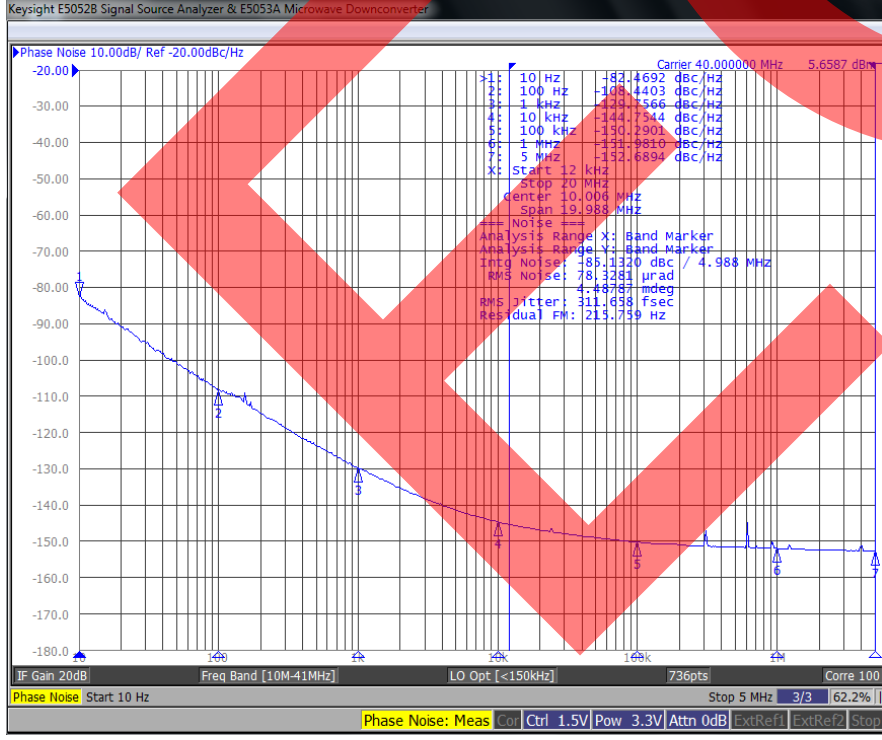 Keysight E5052B Signal Source Analyzer & E5053A Microwave Downconverter
Phase Noise 10.00dB/ Ref -20.00dBc/Hz
Carrier 40.000000 MHz 5.6587 dBm
-20.00
-30.00
-40.00
-50.00
-60.00
-70.00
-80.00
-90.00
-100.0
-110.0
-120.0
-130.0
-140.0
-150.0
-160.0
-170.0
-180.0
>1: 10 Hz -82.4692 dBc/Hz
2: 100 Hz -108.4403 dBc/Hz
3: 1 kHz -129.7566 dBc/Hz
4: 10 kHz -144.7544 dBc/Hz
5: 100 kHz -150.2901 dBc/Hz
6: 1 MHz -151.9810 dBc/Hz
7: 5 MHz -152.6894 dBc/Hz
X: Start 12 kHz
Stop 20 MHz
Center 10.006 MHz
Span 19.988 MHz
=== Noise ===
Analysis Range X: Band Marker
Analysis Range Y: Band Marker
Intg Noise: -85.1320 dBc / 4.988 MHz
RMS Noise: 78.3281 µrad
4.48787 mdeg
RMS Jitter: 311.658 fsec
Residual FM: 215.759 Hz
1
2
3
4
5
6
7
10 100 1k 10k 100k 1M
IF Gain 20dB Freq Band [10M-41MHz] LO Opt [<150kHz] 736pts Corre 100
Phase Noise Start 10 Hz Stop 5 MHz 3/3 62.2%
Phase Noise: Meas Cor Ctrl 1.5V Pow 3.3V Attn 0dB ExtRef1 ExtRef2 Stop